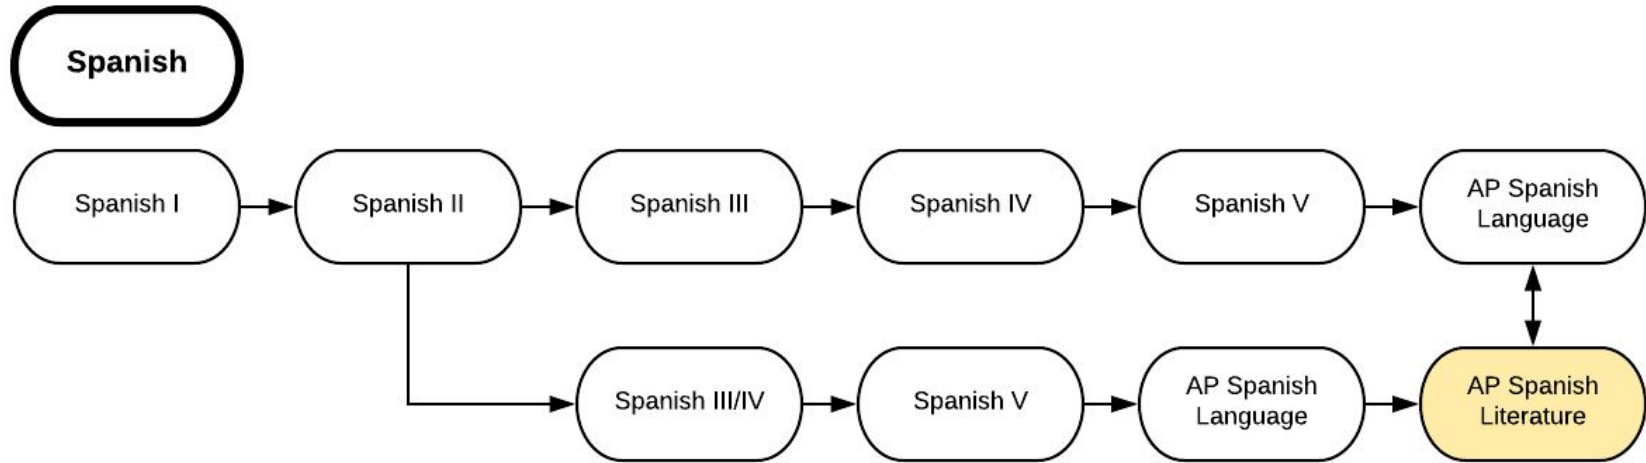 Spanish
Spanish I
Spanish II
Spanish III
Spanish IV
Spanish V
AP Spanish
Language
Spanish III/IV
Spanish V
AP Spanish
Language
AP Spanish
Literature